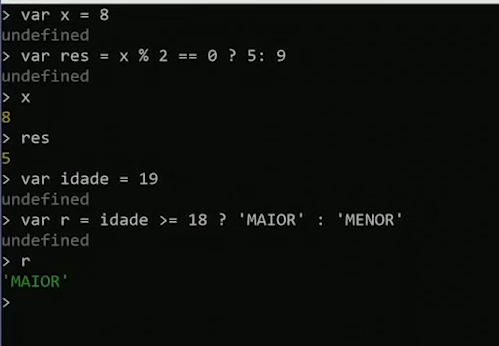 > var x = 8
undefined
> var res = x % 2 == 0 ? 5: 9
undefined
> x
8
> res
5
> var idade = 19
undefined
> var r = idade >= 18 ? 'MAIOR' : 'MENOR'
undefined
> r
'MAIOR'
>